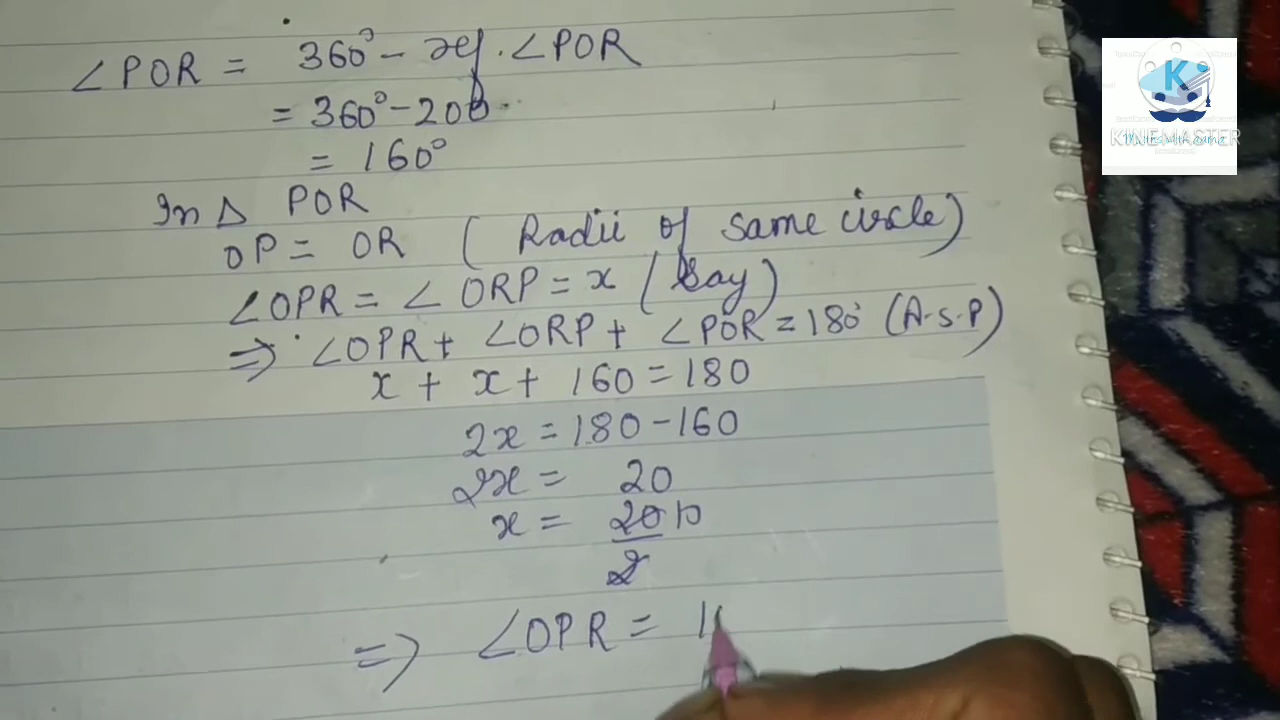 ∠POR = 360° - ref. ∠POR
= 360° - 200
= 160°
In Δ POR
OP = OR ( Radii of same circle)
∠OPR = ∠ORP = x (Say)
⇒ ∠OPR + ∠ORP + ∠POR = 180° (A.S.P)
x + x + 160 = 180
2x = 180 - 160
2x = 20
x = 20 10
2
⇒ ∠OPR = 1
K
KINEMASTER